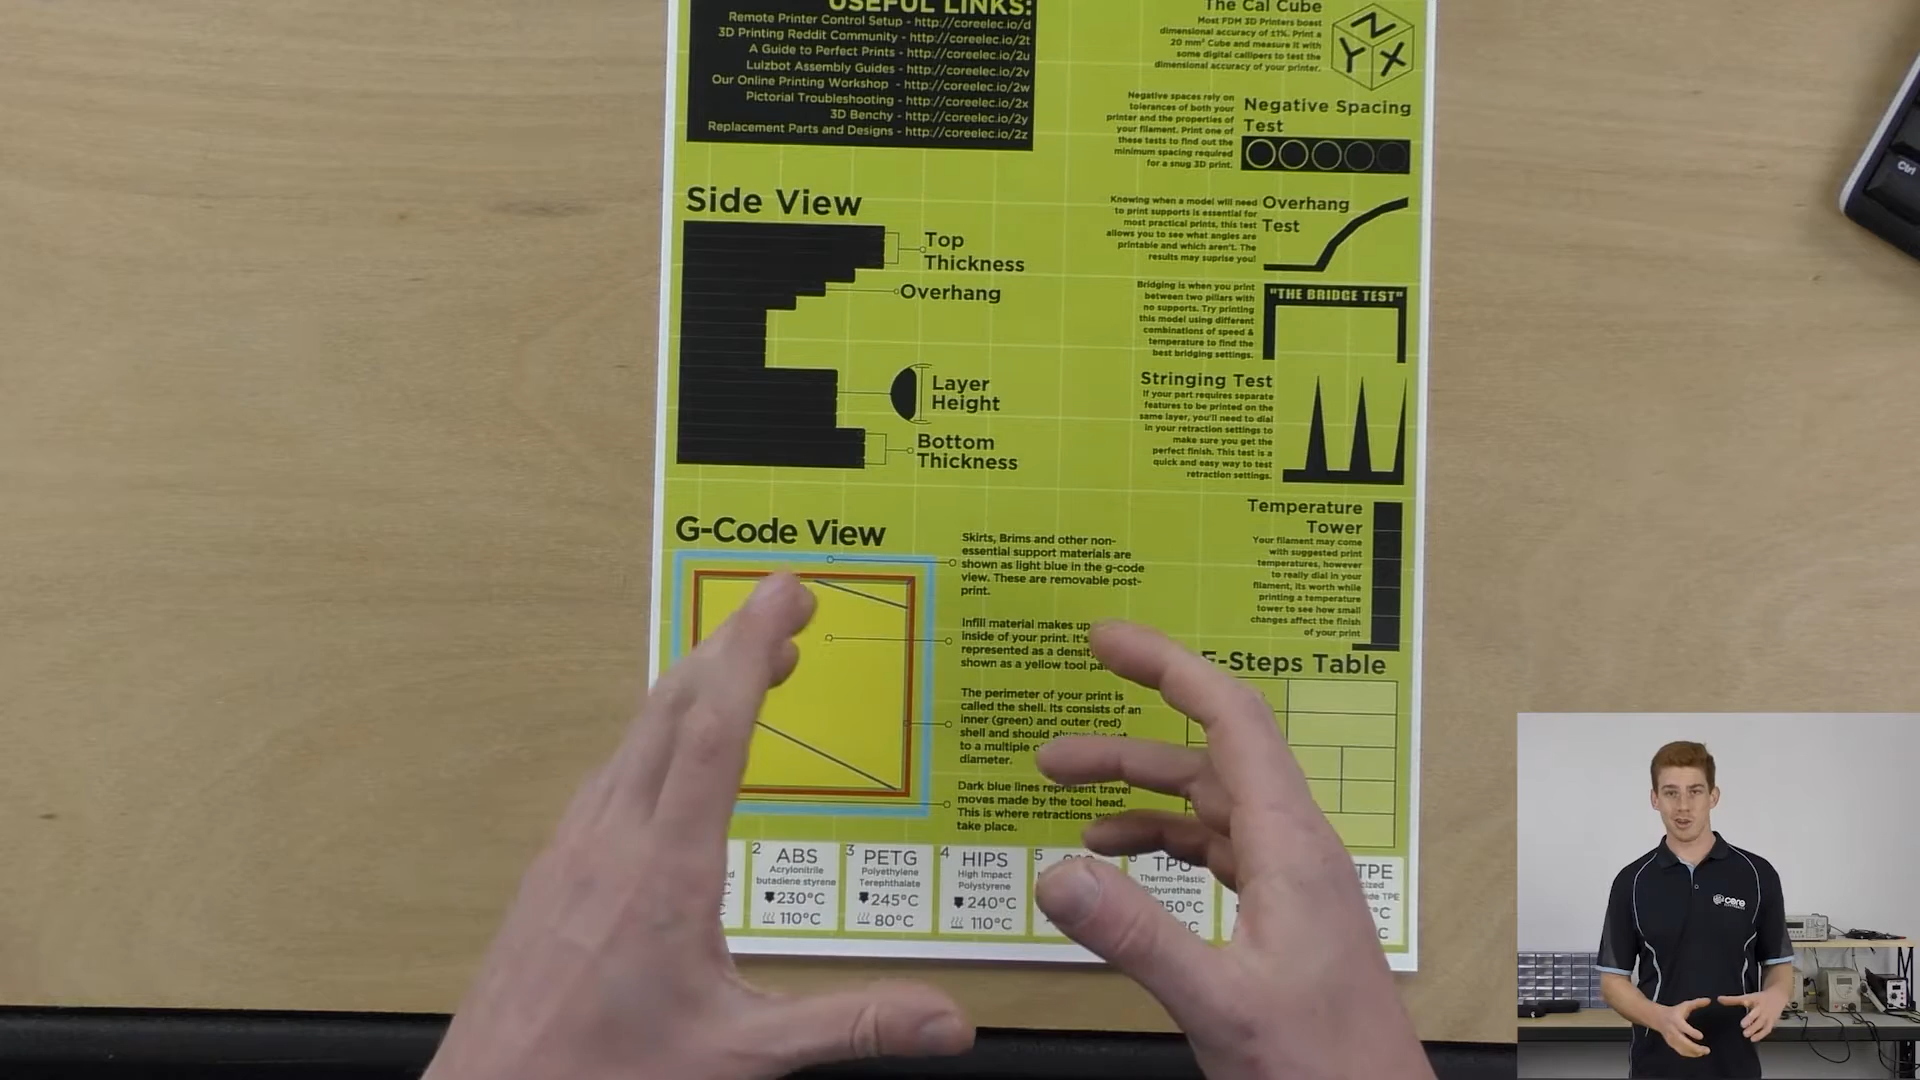 USEFUL LINKS:
Remote Printer Control Setup - http://coreelec.io/d
3D Printing Reddit Community - http://coreelec.io/2t
A Guide to Perfect Prints - http://coreelec.io/2u
Lulzbot Assembly Guides - http://coreelec.io/2v
Our Online Printing Workshop - http://coreelec.io/2w
Pictorial Troubleshooting - http://coreelec.io/2x
3D Benchy - http://coreelec.io/2y
Replacement Parts and Designs - http://coreelec.io/2z
Side View
Top
Thickness
Overhang
Layer
Height
Bottom
Thickness
G-Code View
Skirts, Brims and other non-
essential support materials are
shown as light blue in the g-code
view. These are removable post-
print.
Infill material makes up
inside of your print. It's
represented as a density
shown as a yellow tool
The perimeter of your print is
called the shell. Its consists of an
inner (green) and outer (red)
shell and should
to a multiple
diameter.
Dark blue lines represent travel
moves made by the tool head.
This is where retractions
take place.
The Cal Cube
Most FDM 3D Printers boast
dimensional accuracy of ±1%. Print a
20 mm³ Cube and measure it with
some digital callipers to test the
dimensional accuracy of your printer.
Z
Y X
Negative Spacing
Test
Negative spaces rely on
tolerances of both your
printer and the properties of
your filament. Print one of
these tests to find out the
minimum spacing required
for a snug 3D print.
Overhang
Test
Knowing when a model will need
to print supports is essential for
most practical prints, this test
allows you to see what angles are
printable and which aren't. The
results may suprise you!
"THE BRIDGE TEST"
Bridging is when you print
between two pillars with
no supports. Try printing
this model using different
combinations of speed &
temperature to find the
best bridging settings.
Stringing Test
If your part requires separate
features to be printed on the
same layer, you'll need to dial
in your retraction settings to
make sure you get the
perfect finish. This test is a
quick and easy way to test
retraction settings.
Temperature
Tower
Your filament may come
with suggested print
temperatures, however
to really dial in your
filament, its worth while
printing a temperature
tower to see how small
changes affect the finish
of your print
E-Steps Table
2 ABS
Acrylonitrile
butadiene styrene
230°C
110°C
3 PETG
Polyethylene
Terephthalate
245°C
80°C
4 HIPS
High Impact
Polystyrene
240°C
110°C
5
6 TPU
Thermo-Plastic
Polyurethane
TPE
Ctrl
core